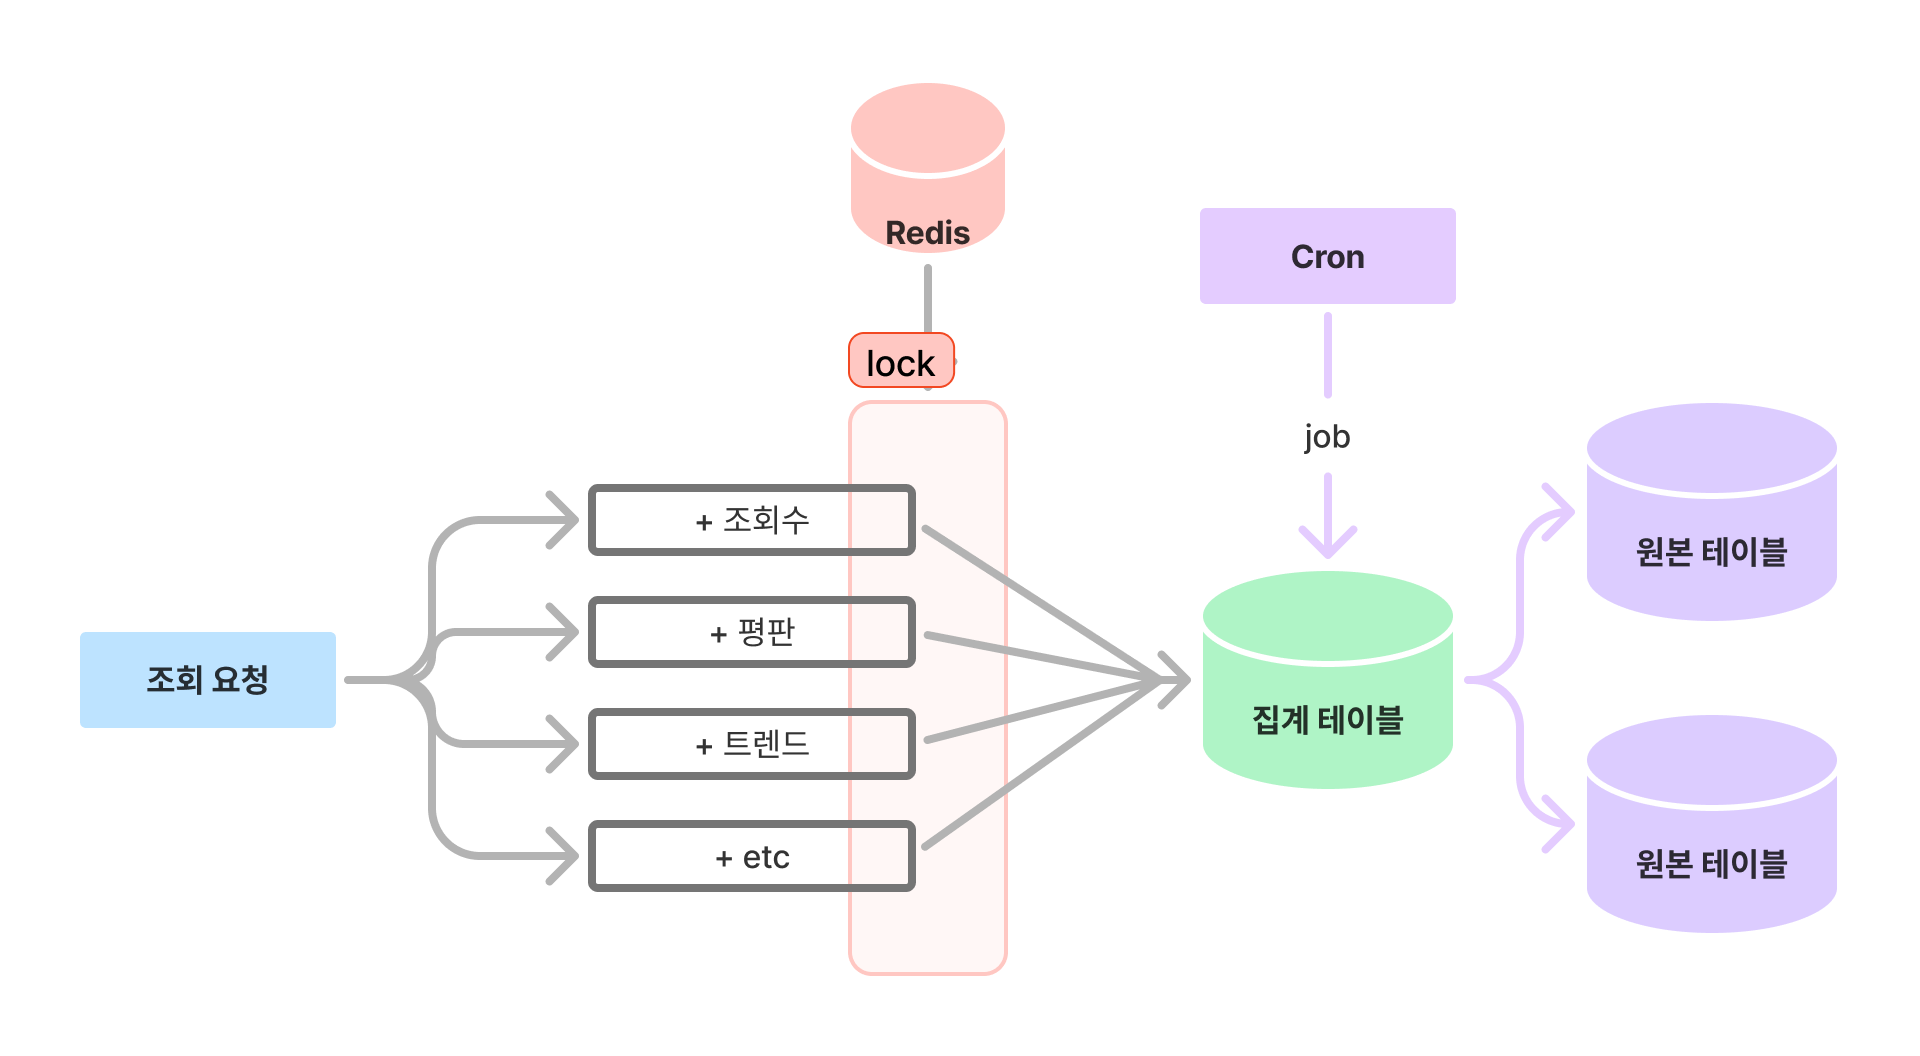 Redis
Cron
lock
job
+ 조회수
+ 평판
+ 트렌드
+ etc
조회 요청
집계 테이블
원본 테이블
원본 테이블